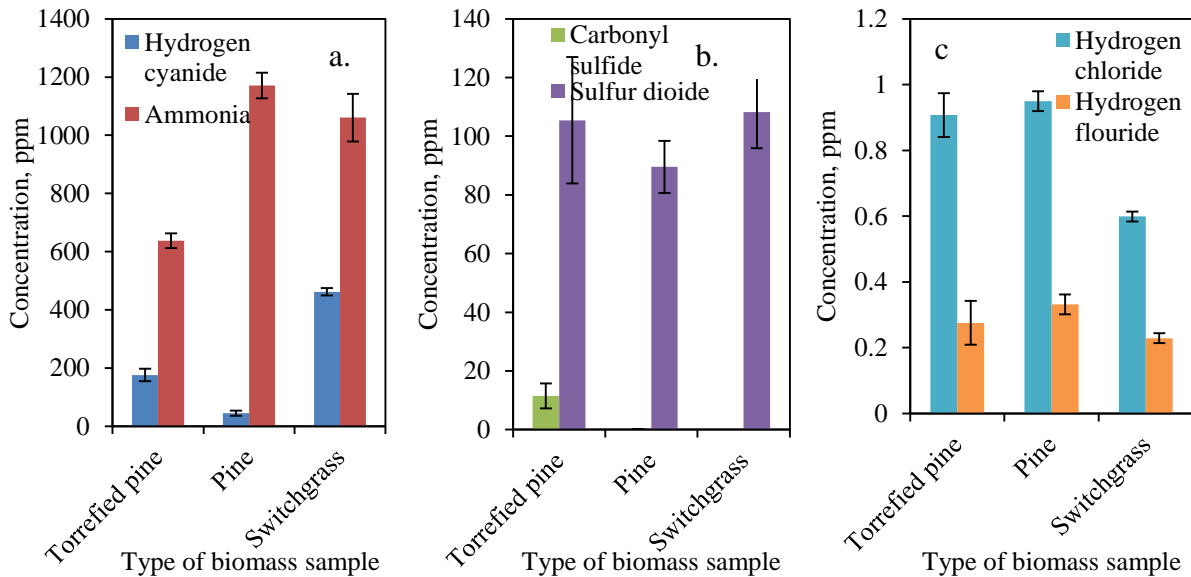 1400
1200
1000
800
600
400
200
0
Concentration, ppm
Hydrogen
cyanide
Ammonia
a.
Torrefied pine
Pine
Switchgrass
Type of biomass sample
140
120
100
80
60
40
20
0
Concentration, ppm
Carbonyl
sulfide
Sulfur dioide
b.
Torrefied pine
Pine
Switchgrass
Type of biomass sample
1.2
1
0.8
0.6
0.4
0.2
0
Concentration, ppm
c
Hydrogen
chloride
Hydrogen
flouride
Torrefied pine
Pine
Switchgrass
Type of biomass sample